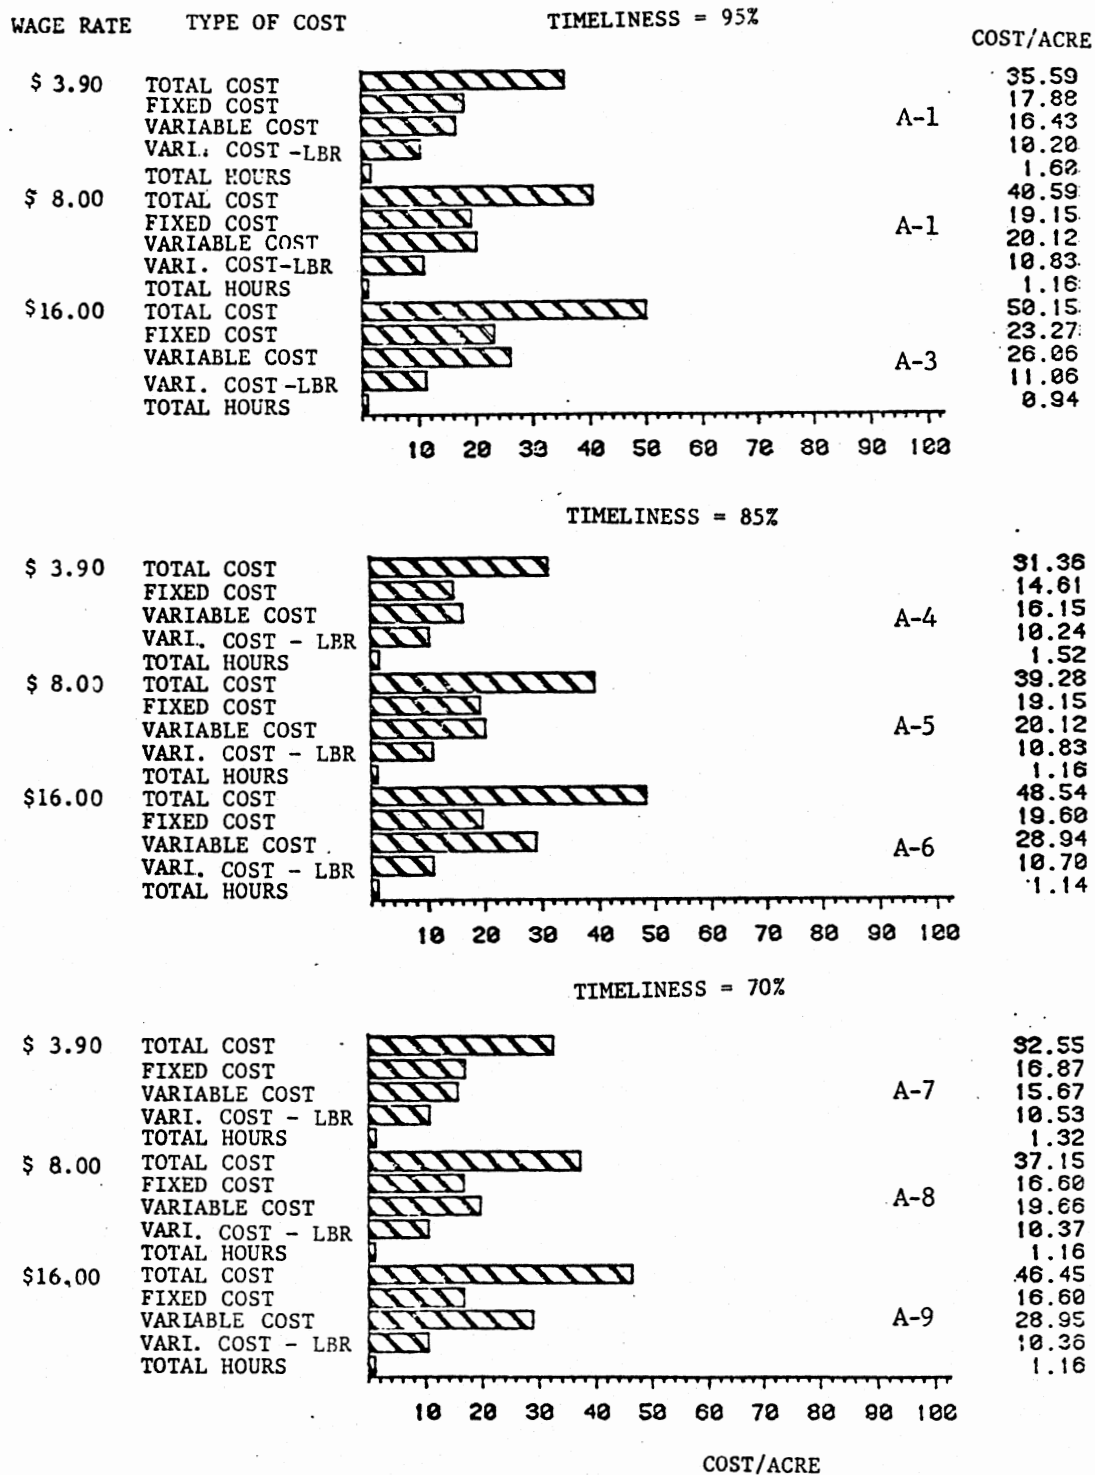 WAGE RATE TYPE OF COST TIMELINESS = 95% COST/ACRE
$ 3.90 TOTAL COST 35.59
FIXED COST 17.88
VARIABLE COST A-1 16.43
VARI. COST -LBR 10.20
TOTAL HOURS 1.60
$ 8.00 TOTAL COST 40.59
FIXED COST 19.15
VARIABLE COST A-1 20.12
VARI. COST-LBR 10.83
TOTAL HOURS 1.16
$16.00 TOTAL COST 50.15
FIXED COST 23.27
VARIABLE COST A-3 26.06
VARI. COST -LBR 11.06
TOTAL HOURS 0.94
10 20 30 40 50 60 70 80 90 100
TIMELINESS = 85%
$ 3.90 TOTAL COST 31.36
FIXED COST 14.61
VARIABLE COST A-4 16.15
VARI. COST - LBR 10.24
TOTAL HOURS 1.52
$ 8.00 TOTAL COST 39.28
FIXED COST 19.15
VARIABLE COST A-5 20.12
VARI. COST - LBR 10.83
TOTAL HOURS 1.16
$16.00 TOTAL COST 48.54
FIXED COST 19.60
VARIABLE COST A-6 28.94
VARI. COST - LBR 10.70
TOTAL HOURS 1.14
10 20 30 40 50 60 70 80 90 100
TIMELINESS = 70%
$ 3.90 TOTAL COST 32.55
FIXED COST 16.87
VARIABLE COST A-7 15.67
VARI. COST - LBR 10.53
TOTAL HOURS 1.32
$ 8.00 TOTAL COST 37.15
FIXED COST 16.60
VARIABLE COST A-8 19.66
VARI. COST - LBR 10.37
TOTAL HOURS 1.16
$16.00 TOTAL COST 46.45
FIXED COST 16.60
VARIABLE COST A-9 28.95
VARI. COST - LBR 10.36
TOTAL HOURS 1.16
10 20 30 40 50 60 70 80 90 100
COST/ACRE